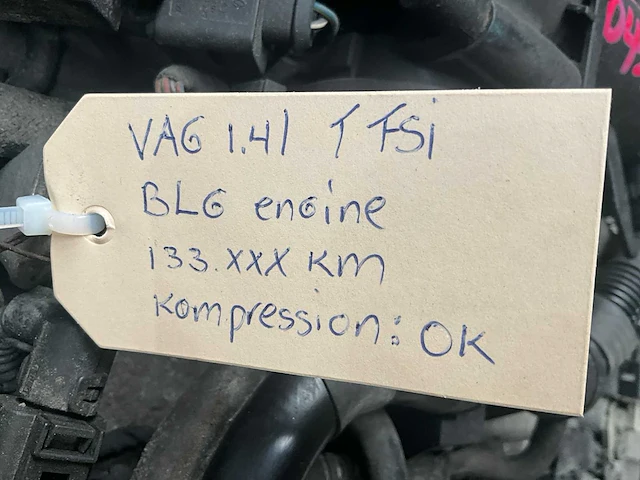 VAG 1.4l T FSi
BLG engine
133.xxx km
Kompression: OK